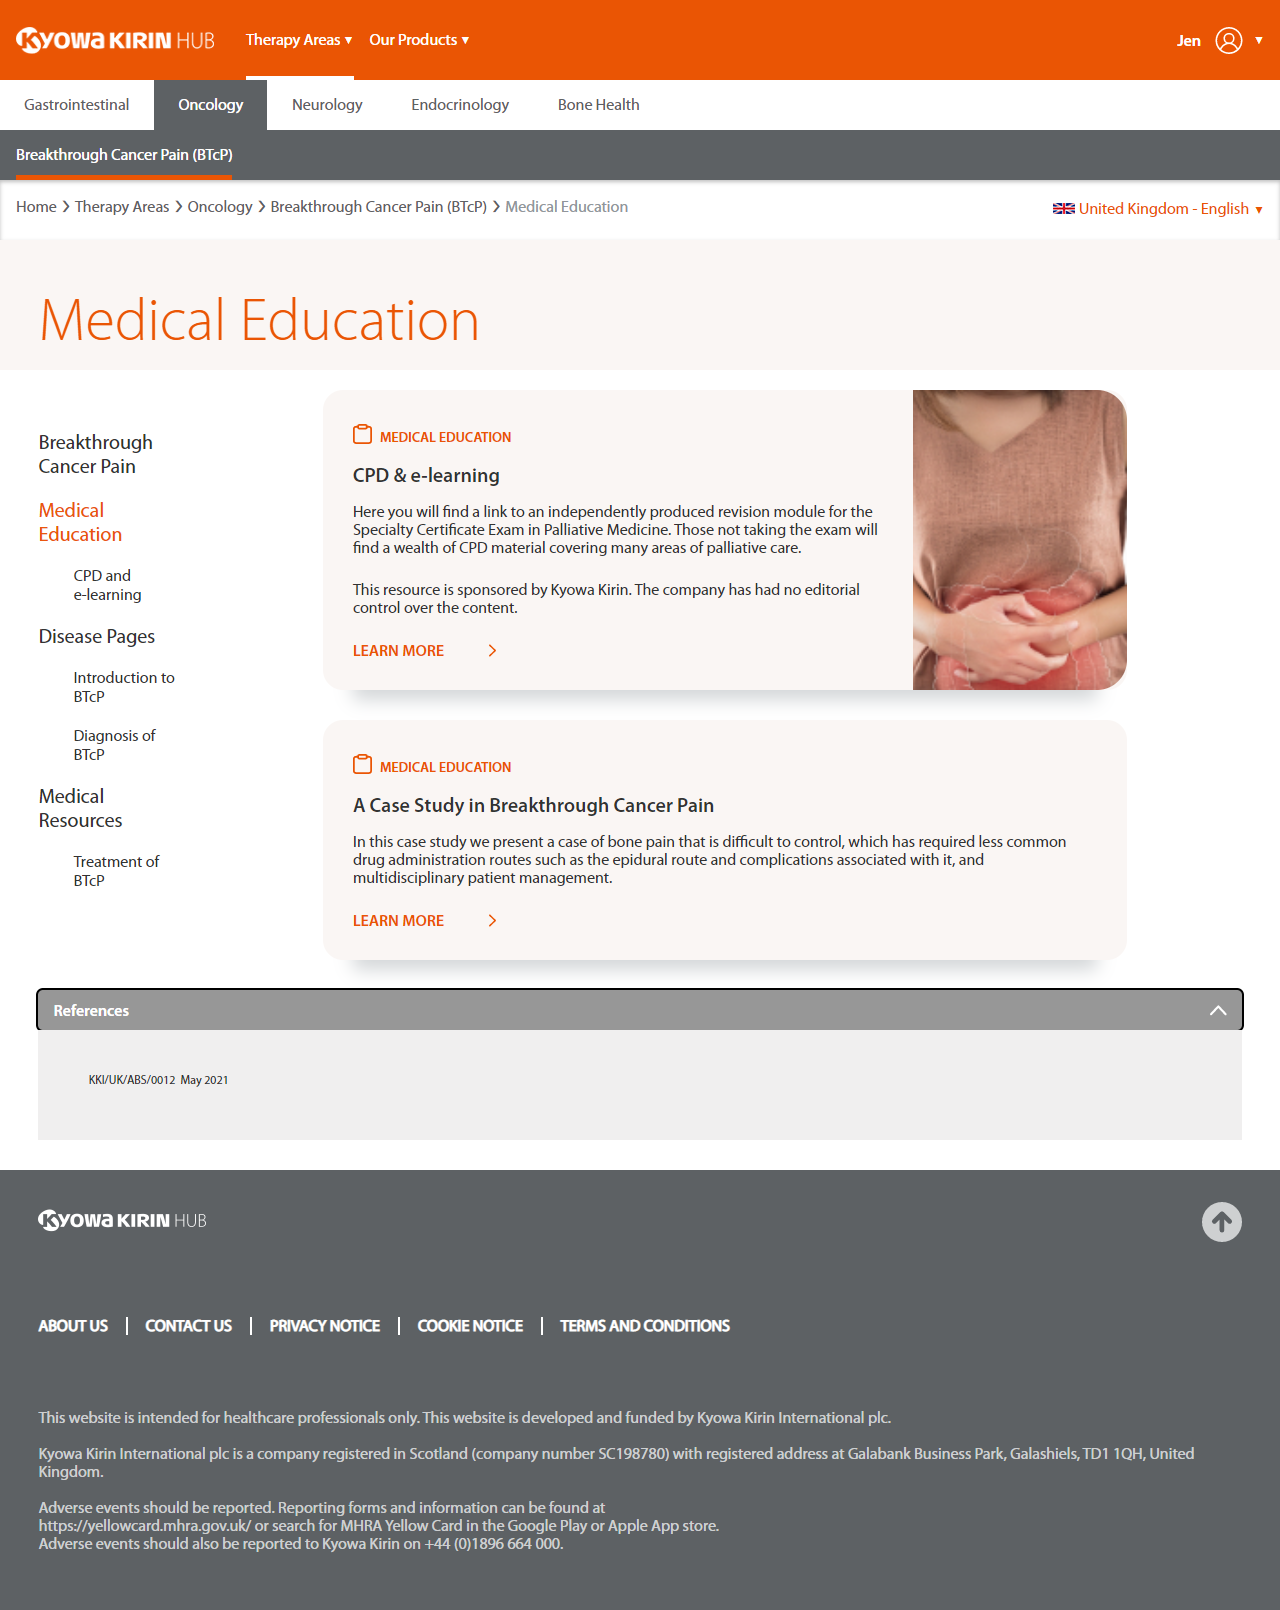 KYOWA KIRIN HUB
Therapy Areas ▾ Our Products ▾
Jen
Gastrointestinal Oncology Neurology Endocrinology Bone Health
Breakthrough Cancer Pain (BTcP)
Home > Therapy Areas > Oncology > Breakthrough Cancer Pain (BTcP) > Medical Education
United Kingdom - English ▾
Medical Education
Breakthrough
Cancer Pain
Medical
Education
CPD and
e-learning
Disease Pages
Introduction to
BTcP
Diagnosis of
BTcP
Medical
Resources
Treatment of
BTcP
MEDICAL EDUCATION
CPD & e-learning
Here you will find a link to an independently produced revision module for the
Specialty Certificate Exam in Palliative Medicine. Those not taking the exam will
find a wealth of CPD material covering many areas of palliative care.
This resource is sponsored by Kyowa Kirin. The company has had no editorial
control over the content.
LEARN MORE
MEDICAL EDUCATION
A Case Study in Breakthrough Cancer Pain
In this case study we present a case of bone pain that is difficult to control, which has required less common
drug administration routes such as the epidural route and complications associated with it, and
multidisciplinary patient management.
LEARN MORE
References
KKI/UK/ABS/0012 May 2021
KYOWA KIRIN HUB
ABOUT US | CONTACT US | PRIVACY NOTICE | COOKIE NOTICE | TERMS AND CONDITIONS
This website is intended for healthcare professionals only. This website is developed and funded by Kyowa Kirin International plc.
Kyowa Kirin International plc is a company registered in Scotland (company number SC198780) with registered address at Galabank Business Park, Galashiels, TD1 1QH, United
Kingdom.
Adverse events should be reported. Reporting forms and information can be found at
https://yellowcard.mhra.gov.uk/ or search for MHRA Yellow Card in the Google Play or Apple App store.
Adverse events should also be reported to Kyowa Kirin on +44 (0)1896 664 000.